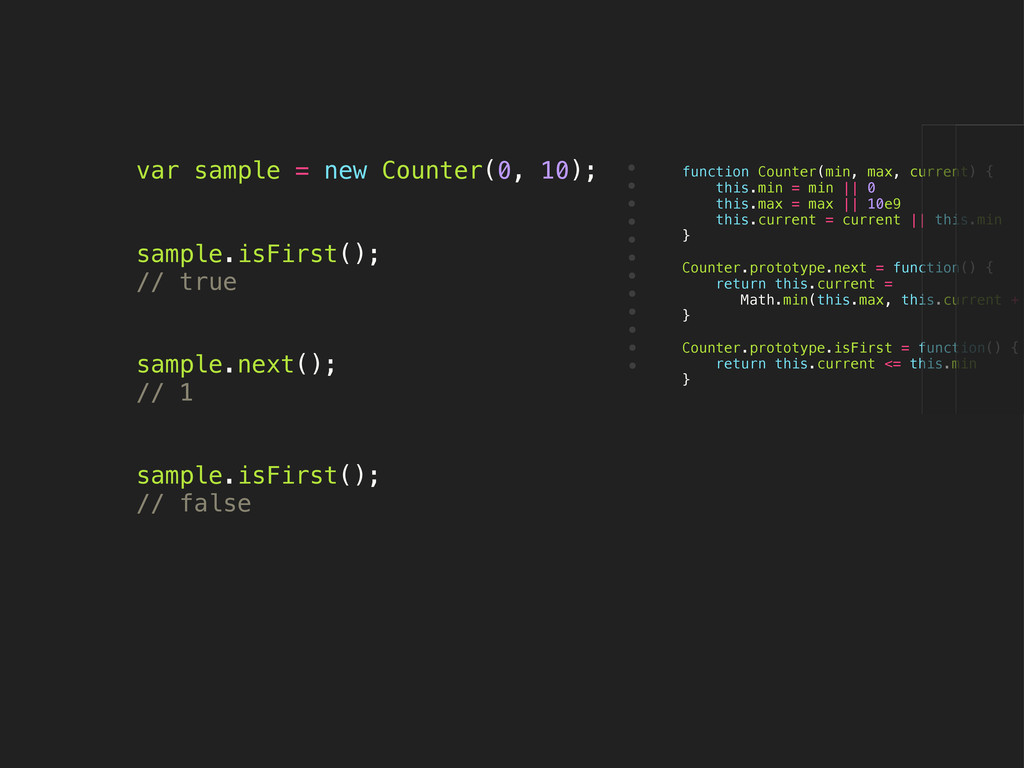 var sample = new Counter(0, 10);
sample.isFirst();
// true
sample.next();
// 1
sample.isFirst();
// false
function Counter(min, max, current) {
this.min = min || 0
this.max = max || 10e9
this.current = current || this.min
}
Counter.prototype.next = function() {
return this.current =
Math.min(this.max, this.current +
}
Counter.prototype.isFirst = function() {
return this.current <= this.min
}